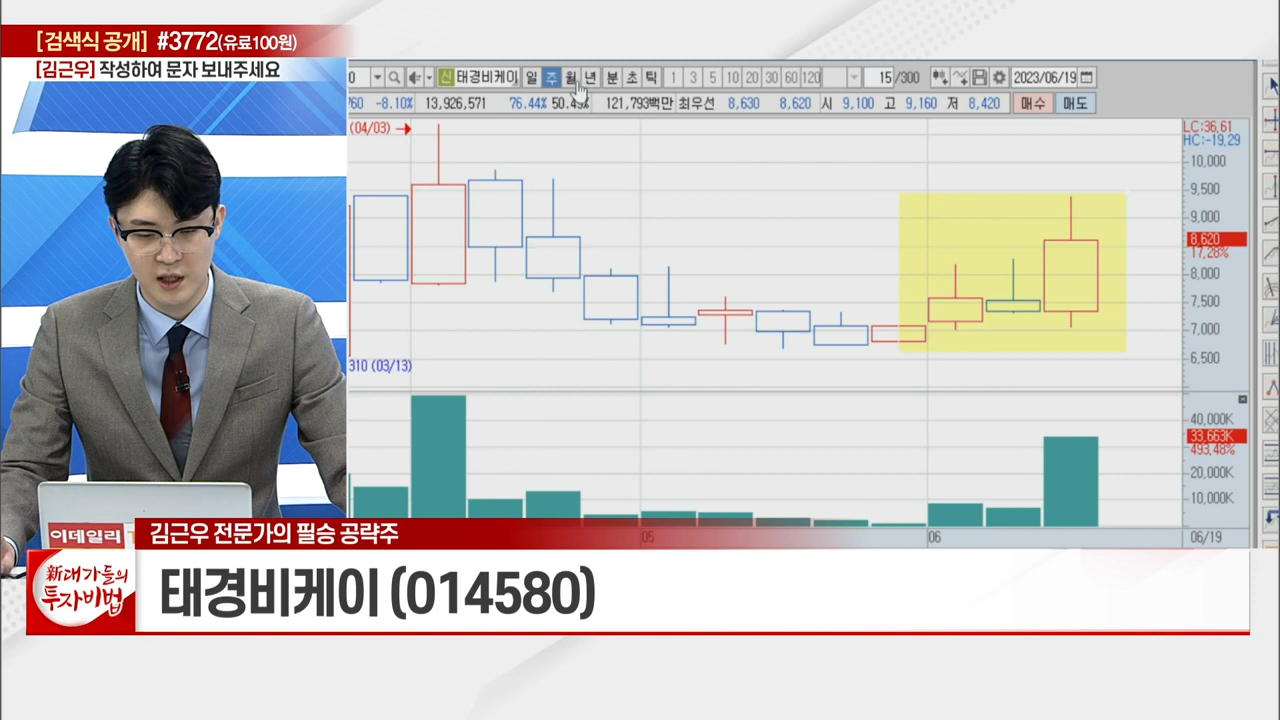 [검색식 공개] #3772(유료100원)
[김근우] 작성하여 문자 보내주세요
신 태경비케이 일 주 월 년 분 초 틱 1 3 5 10 20 30 60 120 15 /300 2023/06/19
760 -8.10% 13,926,571 76.44% 121,793백만 최우선 8,630 8,620 시 9,100 고 9,160 저 8,420 매수 매도
(04/03)
LC:36,61
HC:-19,29
10,000
9,500
9,000
8,620
17,28%
8,000
7,500
7,000
6,500
310 (03/13)
40,000K
33,663K
493,48%
20,000K
10,000K
05
06
06/19
이데일리
김근우 전문가의 필승 공략주
新대가들의
투자비법
태경비케이 (014580)